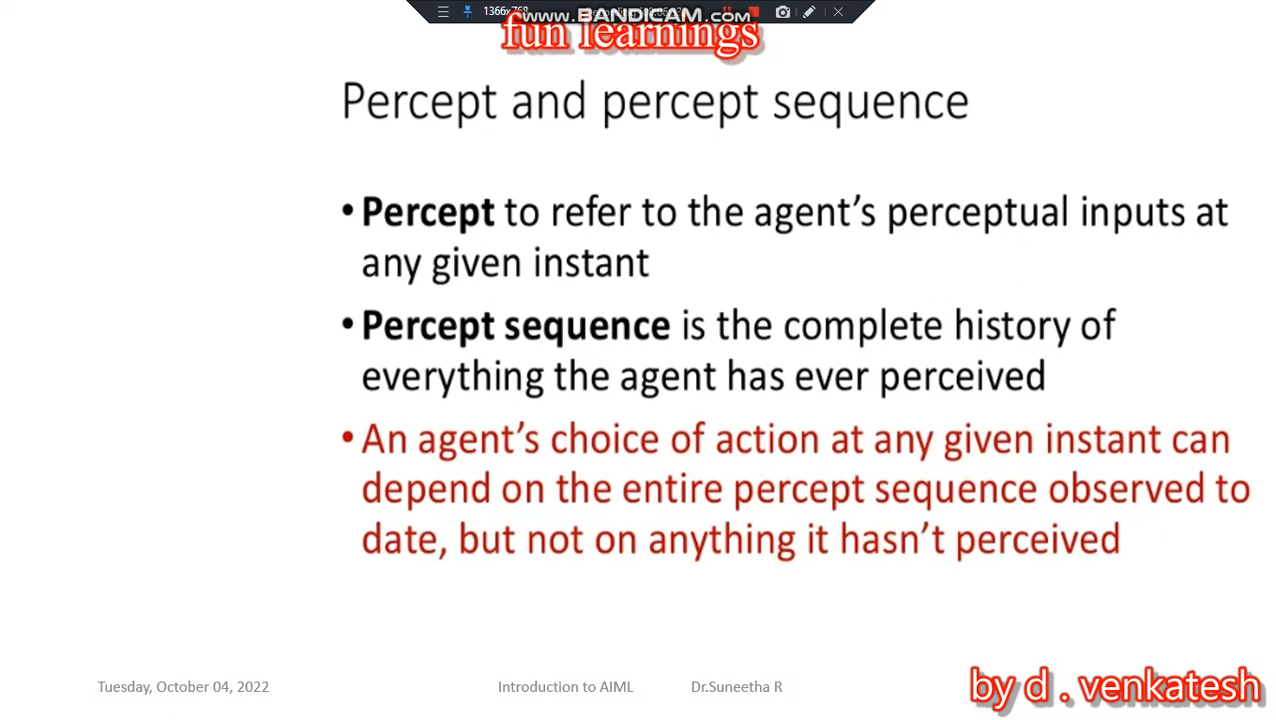 1366x768
www.BANDICAM.com
fun learnings
Percept and percept sequence
• Percept to refer to the agent’s perceptual inputs at
any given instant
• Percept sequence is the complete history of
everything the agent has ever perceived
• An agent’s choice of action at any given instant can
depend on the entire percept sequence observed to
date, but not on anything it hasn’t perceived
Tuesday, October 04, 2022
Introduction to AIML
Dr.Suneetha R
by d . venkatesh